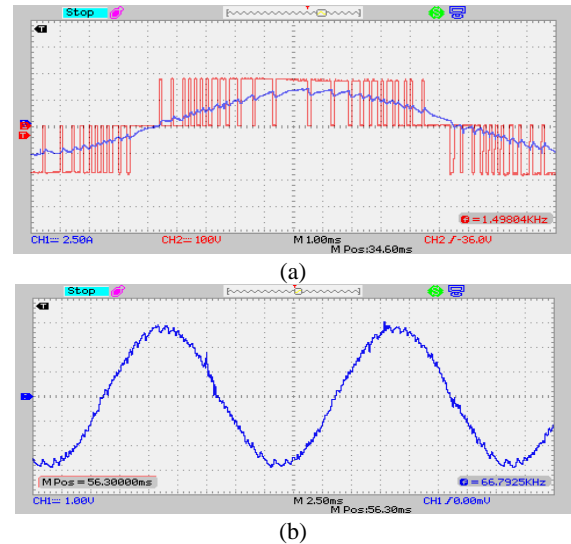 Stop
T
T
f = 1.49804KHz
CH1 2.50A CH2 100V M 1.00ms CH2 -36.0V
M Pos:34.60ms
(a)
Stop
T
M Pos = 56.30000ms
f = 66.7925KHz
CH1 1.00V M 2.50ms CH1 0.00mV
M Pos:56.30ms
(b)